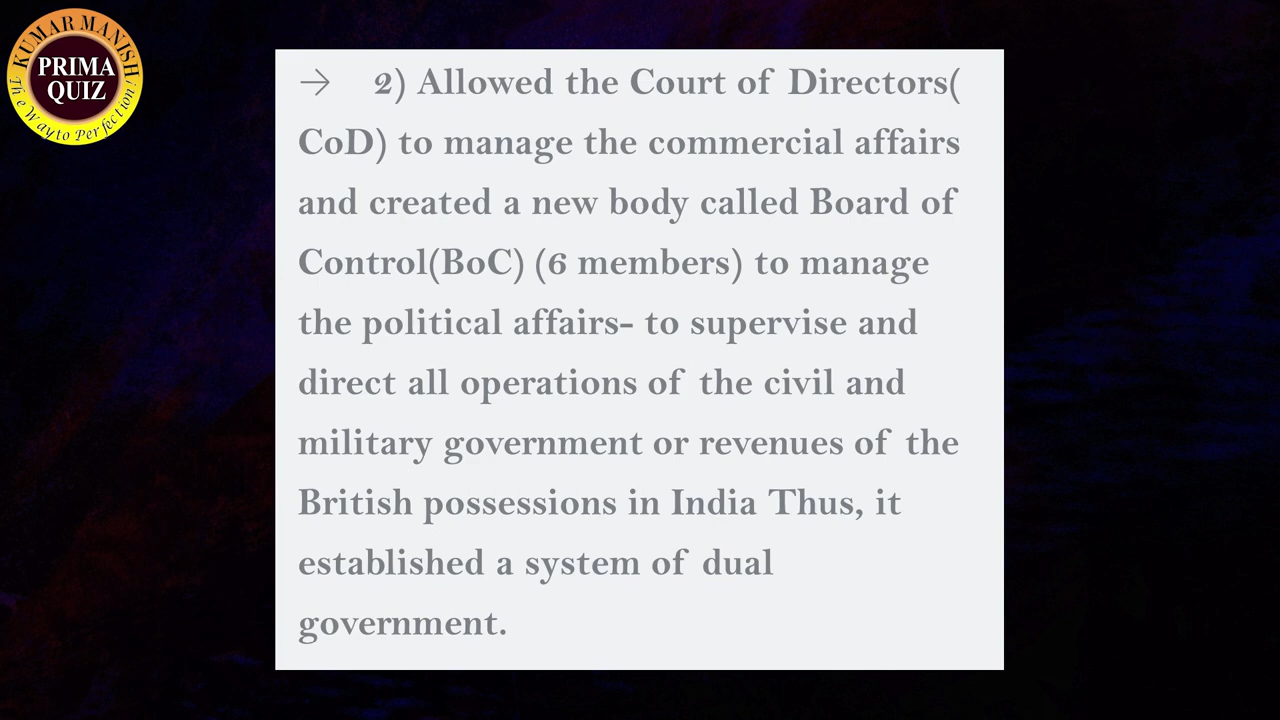 KUMAR MANISH
PRIMA
QUIZ
The Way to Perfection!
→ 2) Allowed the Court of Directors(
CoD) to manage the commercial affairs
and created a new body called Board of
Control(BoC) (6 members) to manage
the political affairs- to supervise and
direct all operations of the civil and
military government or revenues of the
British possessions in India Thus, it
established a system of dual
government.